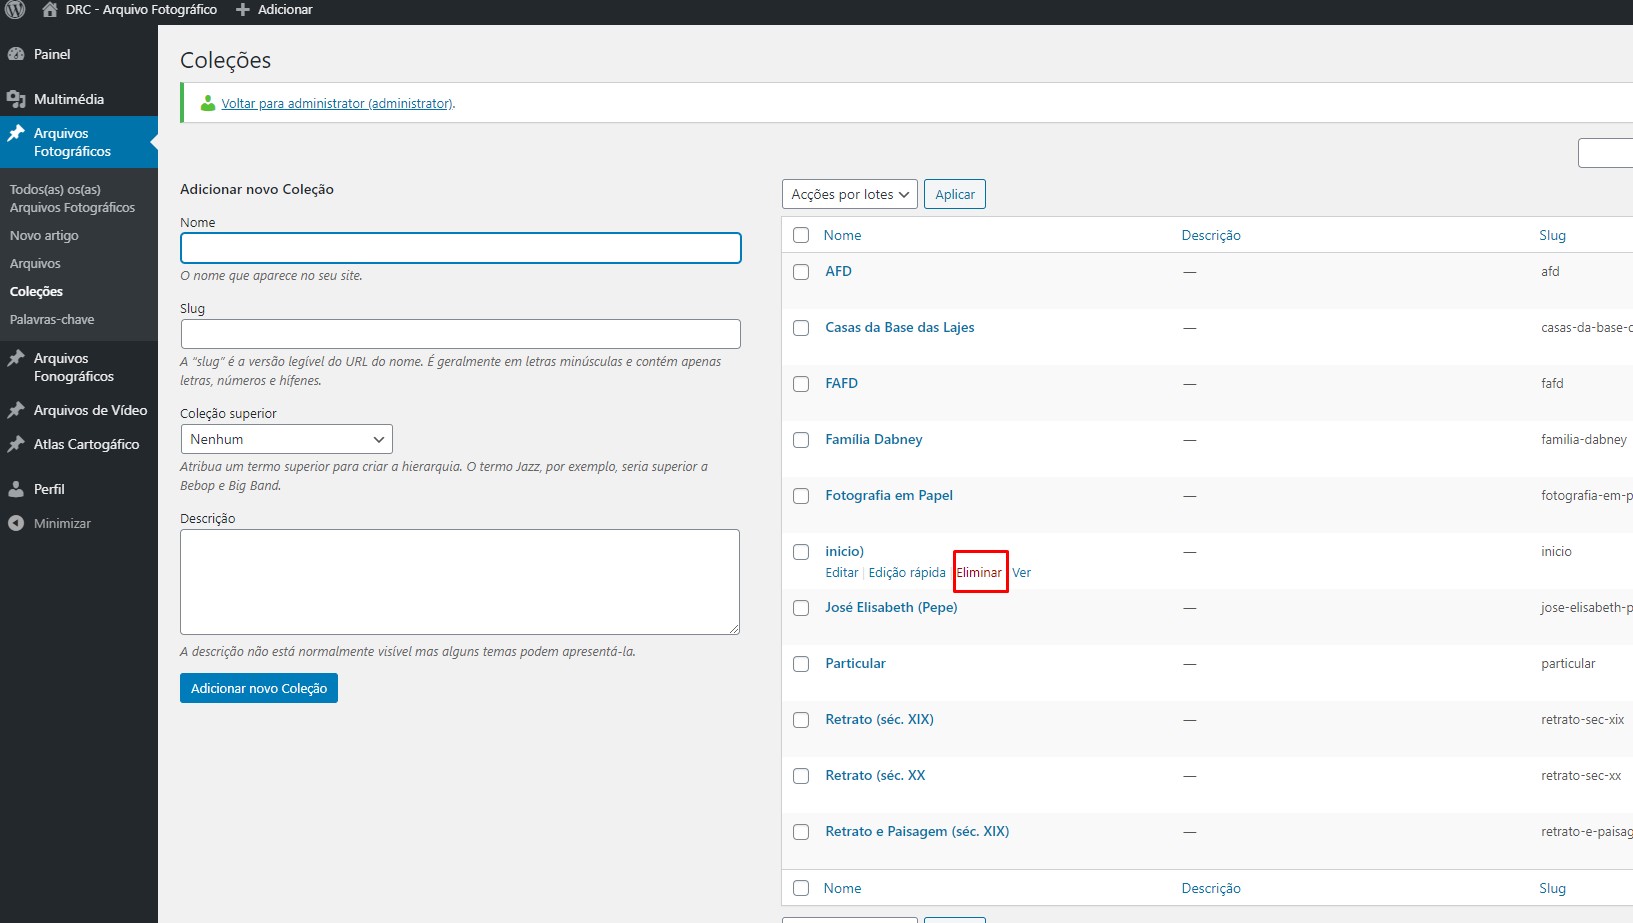 DRC - Arquivo Fotográfico
Adicionar
Painel
Multimédia
Arquivos
Fotográficos
Todos(as) os(as)
Arquivos Fotográficos
Novo artigo
Arquivos
Coleções
Palavras-chave
Arquivos
Fonográficos
Arquivos de Vídeo
Atlas Cartogáfico
Perfil
Minimizar
Coleções
Voltar para administrator (administrator).
Adicionar novo Coleção
Nome
O nome que aparece no seu site.
Slug
A “slug” é a versão legível do URL do nome. É geralmente em letras minúsculas e contém apenas
letras, números e hífenes.
Coleção superior
Nenhum
Atribua um termo superior para criar a hierarquia. O termo Jazz, por exemplo, seria superior a
Bebop e Big Band.
Descrição
A descrição não está normalmente visível mas alguns temas podem apresentá-la.
Adicionar novo Coleção
Acções por lotes Aplicar
Nome Descrição Slug
AFD — afd
Casas da Base das Lajes — casas-da-base-
FAFD — fafd
Família Dabney — familia-dabney
Fotografia em Papel — fotografia-em-p
inicio) — inicio
Editar | Edição rápida | Eliminar Ver
José Elisabeth (Pepe) — jose-elisabeth-p
Particular — particular
Retrato (séc. XIX) — retrato-sec-xix
Retrato (séc. XX — retrato-sec-xx
Retrato e Paisagem (séc. XIX) — retrato-e-paisag
Nome Descrição Slug